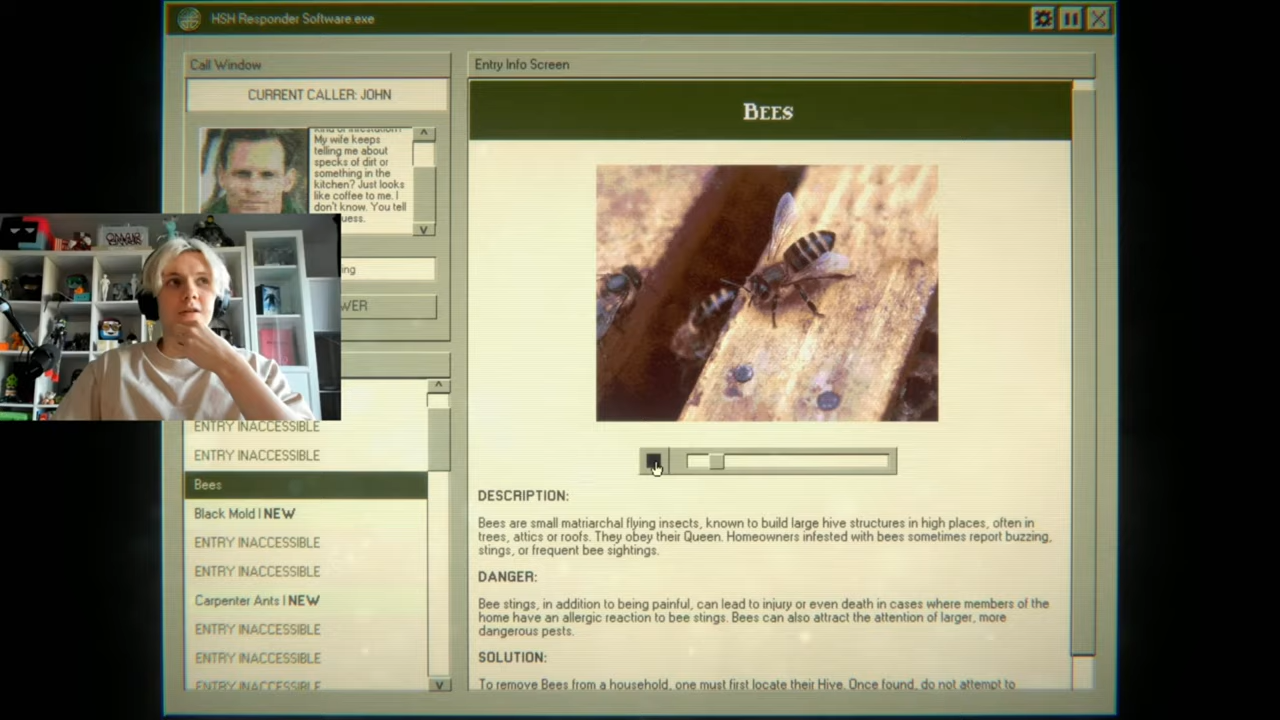 HSH Responder Software.exe
Call Window
CURRENT CALLER: JOHN
My wife keeps
telling me about
specks of dirt or
something in the
kitchen? Just looks
like coffee to me. I
don't know. You tell
ENTRY INACCESSIBLE
ENTRY INACCESSIBLE
Bees
Black Mold | NEW
ENTRY INACCESSIBLE
ENTRY INACCESSIBLE
Carpenter Ants | NEW
ENTRY INACCESSIBLE
ENTRY INACCESSIBLE
ENTRY INACCESSIBLE
Entry Info Screen
BEES
DESCRIPTION:
Bees are small matriarchal flying insects, known to build large hive structures in high places, often in
trees, attics or roofs. They obey their Queen. Homeowners infested with bees sometimes report buzzing,
stings, or frequent bee sightings.
DANGER:
Bee stings, in addition to being painful, can lead to injury or even death in cases where members of the
home have an allergic reaction to bee stings. Bees can also attract the attention of larger, more
dangerous pests.
SOLUTION:
To remove Bees from a household, one must first locate their Hive. Once found, do not attempt to